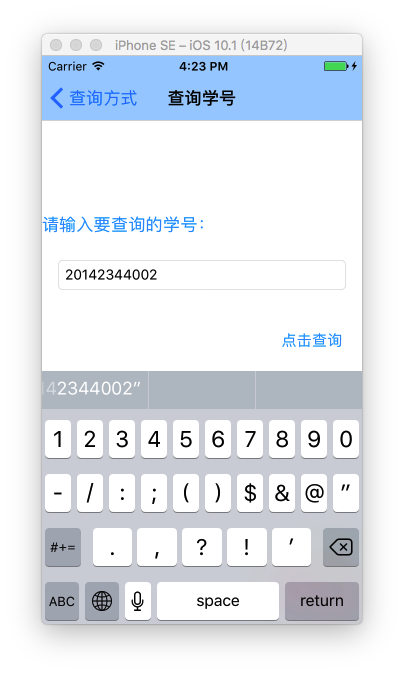 iPhone SE – iOS 10.1 (14B72)
Carrier 4:23 PM
查询方式 查询学号
请输入要查询的学号：
20142344002
点击查询
142344002”
1 2 3 4 5 6 7 8 9 0
- / : ; ( ) $ & @ ”
#+= . , ? ! ’
ABC space return